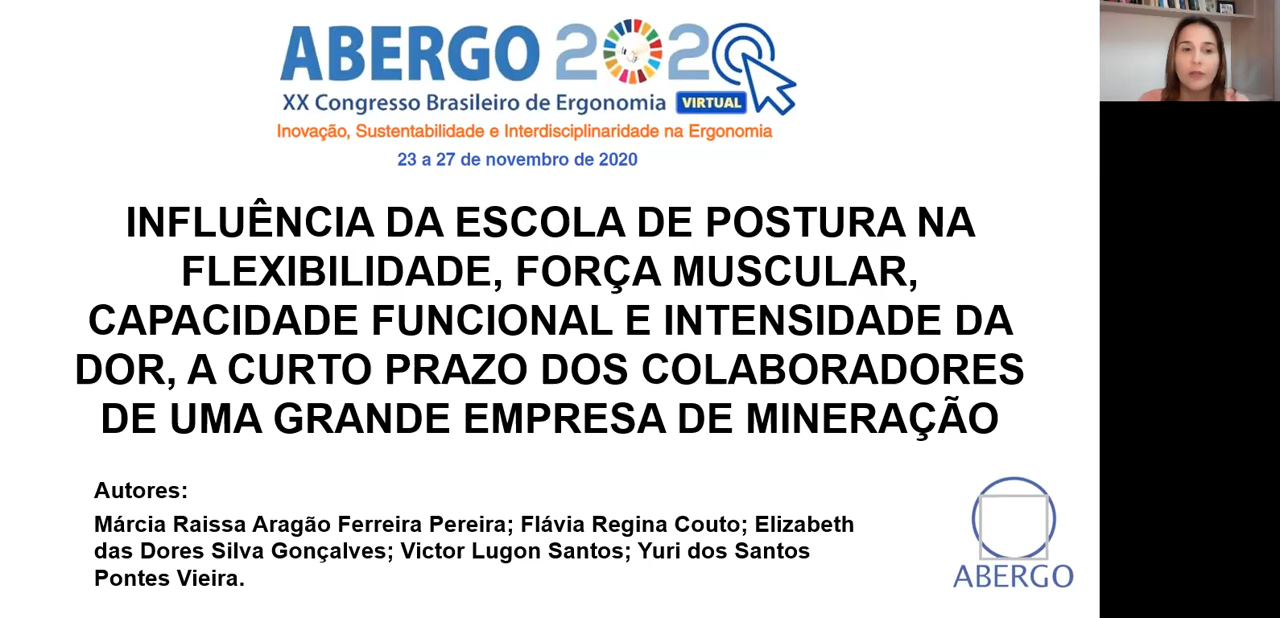 ABERGO 2020
XX Congresso Brasileiro de Ergonomia VIRTUAL
Inovação, Sustentabilidade e Interdisciplinaridade na Ergonomia
23 a 27 de novembro de 2020
INFLUÊNCIA DA ESCOLA DE POSTURA NA
FLEXIBILIDADE, FORÇA MUSCULAR,
CAPACIDADE FUNCIONAL E INTENSIDADE DA
DOR, A CURTO PRAZO DOS COLABORADORES
DE UMA GRANDE EMPRESA DE MINERAÇÃO
Autores:
Márcia Raissa Aragão Ferreira Pereira; Flávia Regina Couto; Elizabeth
das Dores Silva Gonçalves; Victor Lugon Santos; Yuri dos Santos
Pontes Vieira.
ABERGO